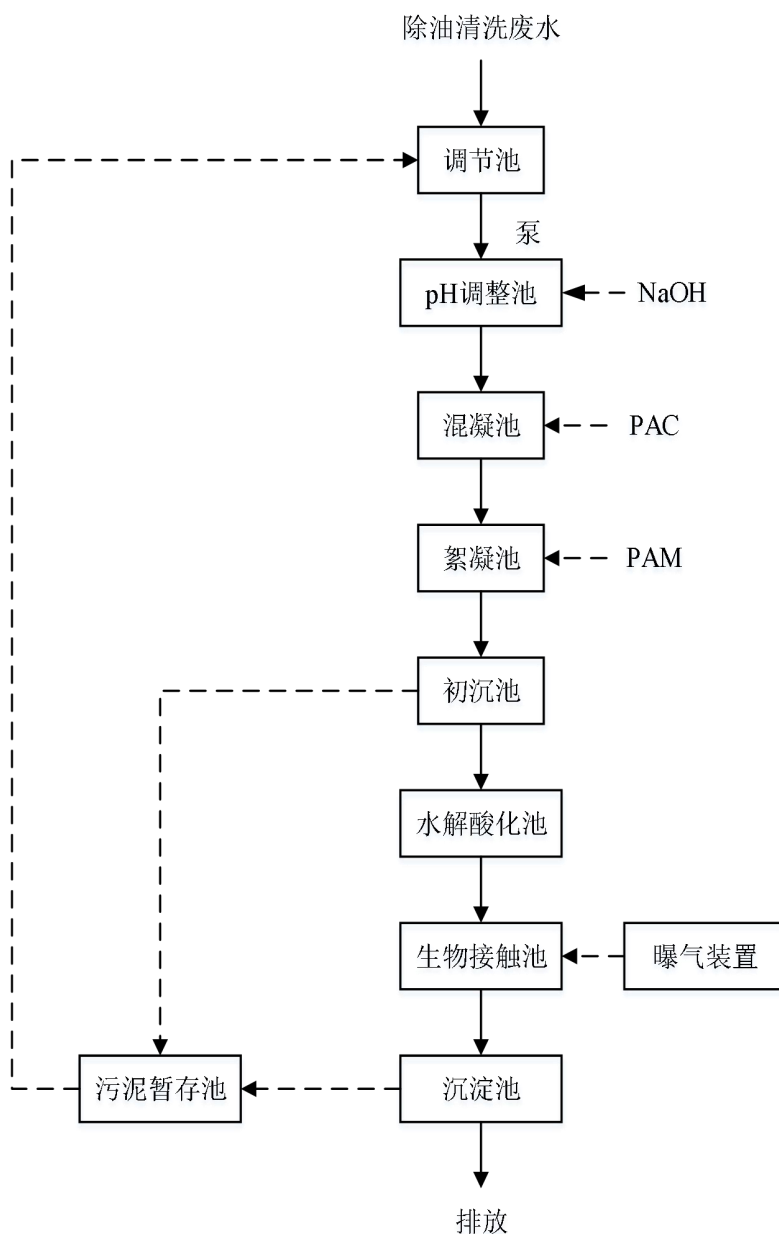 除油清洗废水
调节池
泵
pH调整池
NaOH
混凝池
PAC
絮凝池
PAM
初沉池
水解酸化池
生物接触池
曝气装置
污泥暂存池
沉淀池
排放